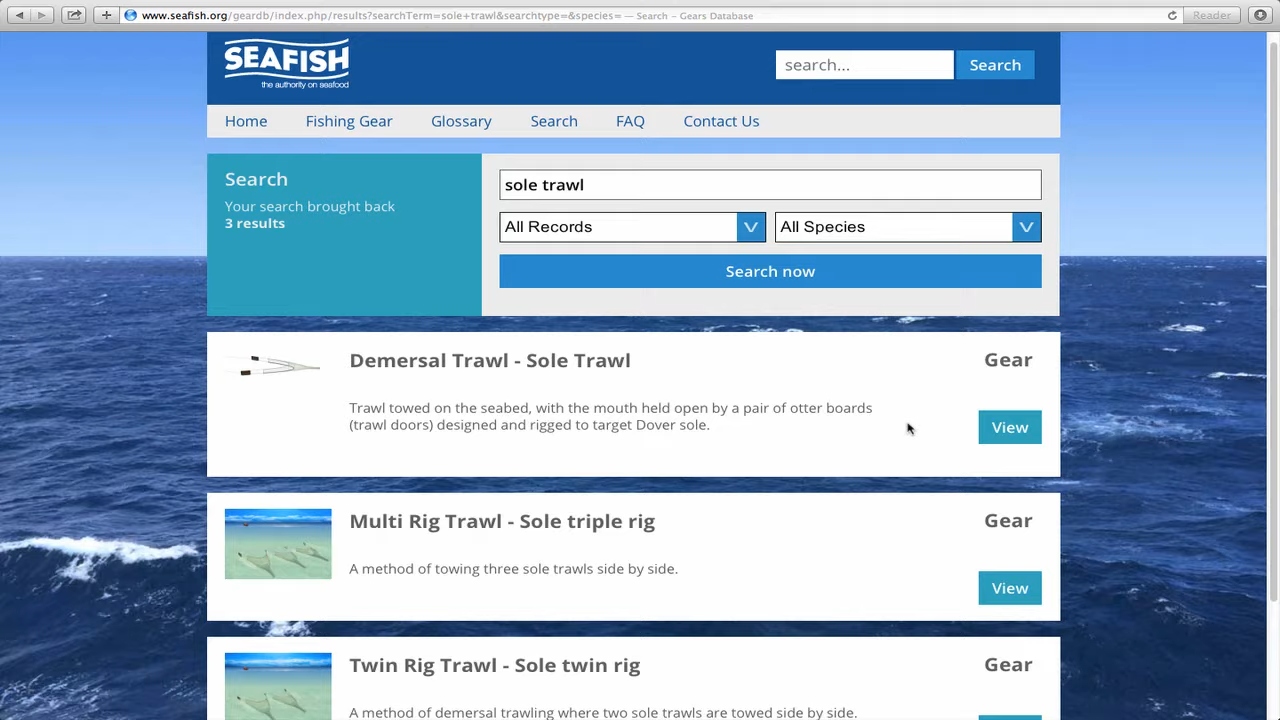 www.seafish.org/geardb/index.php/results?searchTerm=sole+trawl&searchtype=&species= — Search – Gears Database
Reader
SEAFISH
the authority on seafood
search...
Search
Home
Fishing Gear
Glossary
Search
FAQ
Contact Us
Search
Your search brought back
3 results
sole trawl
All Records
All Species
Search now
Demersal Trawl - Sole Trawl
Gear
Trawl towed on the seabed, with the mouth held open by a pair of otter boards
(trawl doors) designed and rigged to target Dover sole.
View
Multi Rig Trawl - Sole triple rig
Gear
A method of towing three sole trawls side by side.
View
Twin Rig Trawl - Sole twin rig
Gear
A method of demersal trawling where two sole trawls are towed side by side.